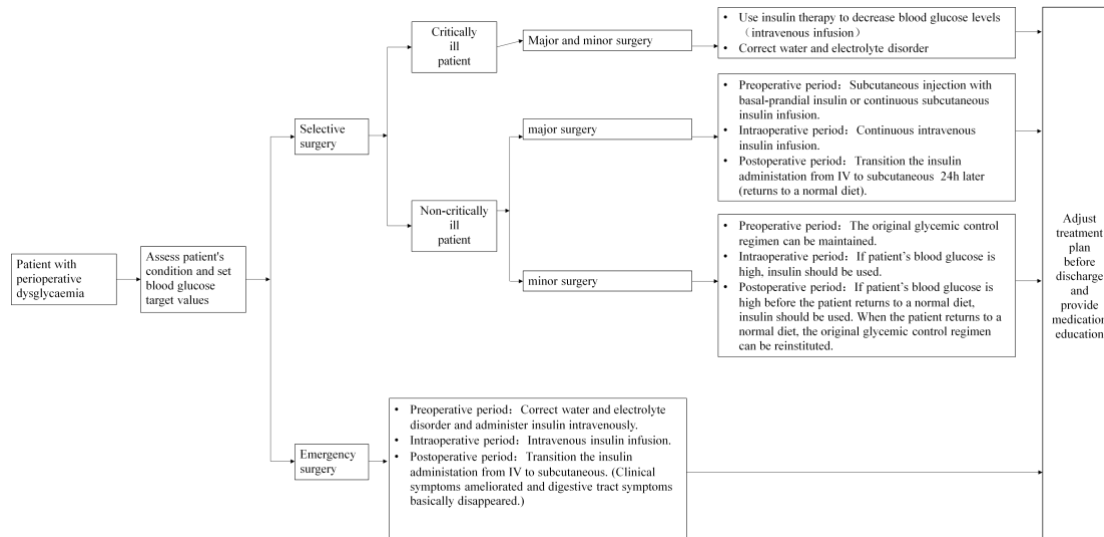 Patient with
perioperative
dysglycaemia
Assess patient's
condition and set
blood glucose
target values
Selective
surgery
Critically
ill
patient
Major and minor surgery
• Use insulin therapy to decrease blood glucose levels
（intravenous infusion）
• Correct water and electrolyte disorder
Non-critically
ill
patient
major surgery
• Preoperative period：Subcutaneous injection with
basal-prandial insulin or continuous subcutaneous
insulin infusion.
• Intraoperative period：Continuous intravenous
insulin infusion.
• Postoperative period：Transition the insulin
administation from IV to subcutaneous 24h later
(returns to a normal diet).
minor surgery
• Preoperative period：The original glycemic control
regimen can be maintained.
• Intraoperative period：If patient's blood glucose is
high, insulin should be used.
• Postoperative period：If patient's blood glucose is
high before the patient returns to a normal diet,
insulin should be used. When the patient returns to a
normal diet, the original glycemic control regimen
can be reinstituted.
Emergency
surgery
• Preoperative period：Correct water and electrolyte
disorder and administer insulin intravenously.
• Intraoperative period：Intravenous insulin infusion.
• Postoperative period：Transition the insulin
administation from IV to subcutaneous. (Clinical
symptoms ameliorated and digestive tract symptoms
basically disappeared.)
Adjust
treatment
plan
before
discharge
and
provide
medication
education